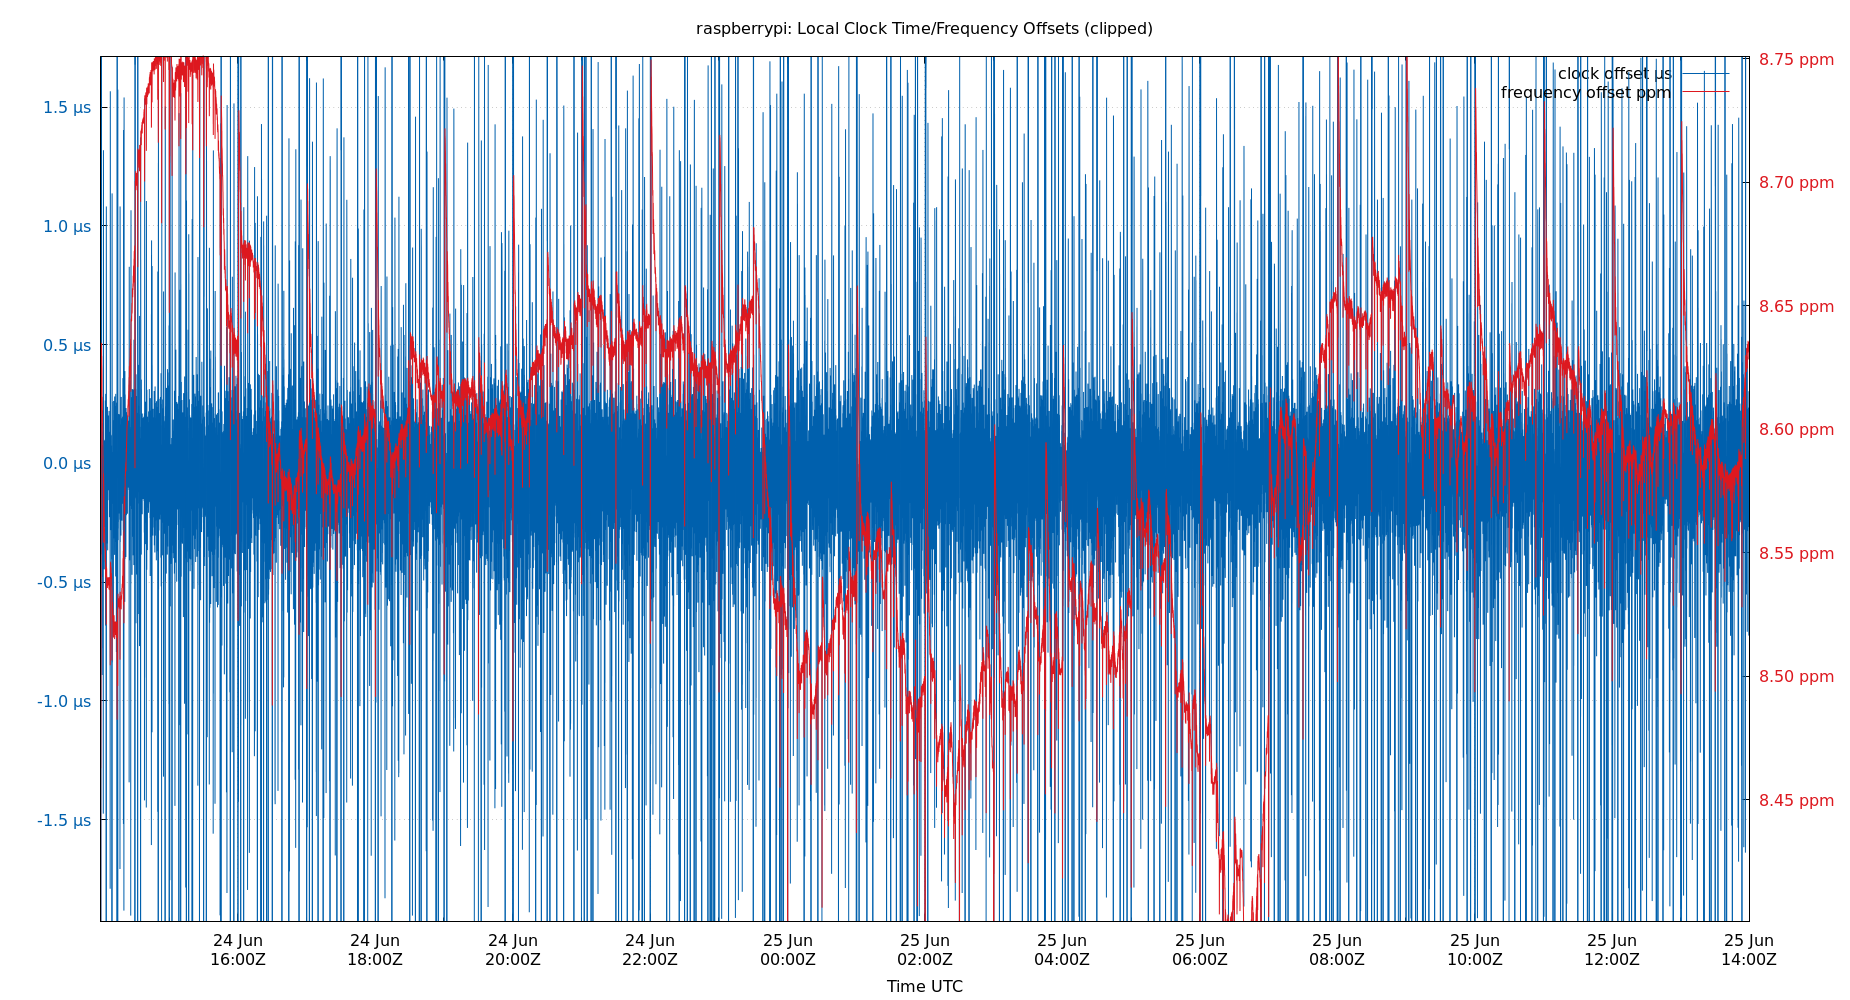 raspberrypi: Local Clock Time/Frequency Offsets (clipped)
clock offset µs
frequency offset ppm
1.5 µs
1.0 µs
0.5 µs
0.0 µs
-0.5 µs
-1.0 µs
-1.5 µs
8.75 ppm
8.70 ppm
8.65 ppm
8.60 ppm
8.55 ppm
8.50 ppm
8.45 ppm
24 Jun 24 Jun 24 Jun 24 Jun 25 Jun 25 Jun 25 Jun 25 Jun 25 Jun 25 Jun 25 Jun 25 Jun
16:00Z 18:00Z 20:00Z 22:00Z 00:00Z 02:00Z 04:00Z 06:00Z 08:00Z 10:00Z 12:00Z 14:00Z
Time UTC